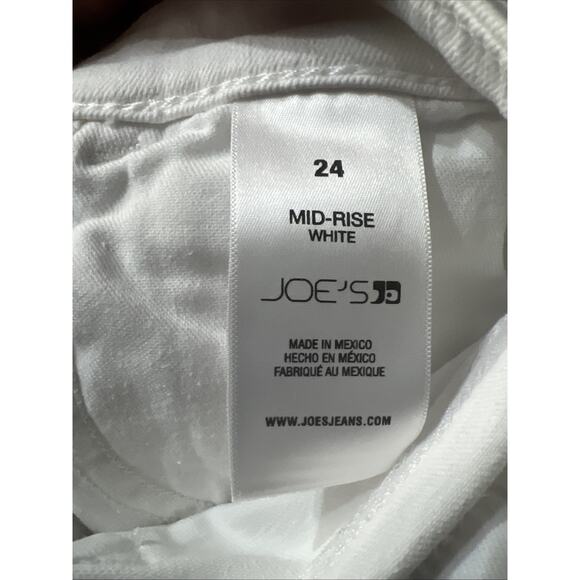 24
MID-RISE
WHITE
JOE'S
MADE IN MEXICO
HECHO EN MÉXICO
FABRIQUÉ AU MEXIQUE
WWW.JOESJEANS.COM